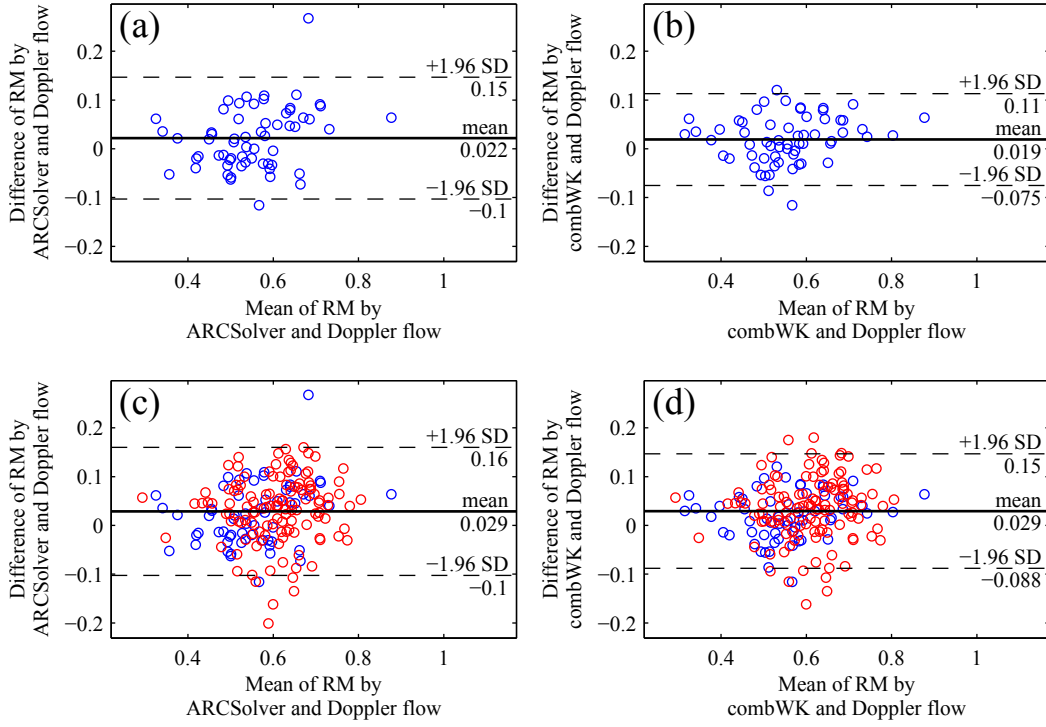 (a)
Difference of RM by
ARCSolver and Doppler flow
0.2
0.1
0
−0.1
−0.2
+1.96 SD
0.15
mean
0.022
−1.96 SD
−0.1
0.4 0.6 0.8 1
Mean of RM by
ARCSolver and Doppler flow
(b)
Difference of RM by
combWK and Doppler flow
0.2
0.1
0
−0.1
−0.2
+1.96 SD
0.11
mean
0.019
−1.96 SD
−0.075
0.4 0.6 0.8 1
Mean of RM by
combWK and Doppler flow
(c)
Difference of RM by
ARCSolver and Doppler flow
0.2
0.1
0
−0.1
−0.2
+1.96 SD
0.16
mean
0.029
−1.96 SD
−0.1
0.4 0.6 0.8 1
Mean of RM by
ARCSolver and Doppler flow
(d)
Difference of RM by
combWK and Doppler flow
0.2
0.1
0
−0.1
−0.2
+1.96 SD
0.15
mean
0.029
−1.96 SD
−0.088
0.4 0.6 0.8 1
Mean of RM by
combWK and Doppler flow